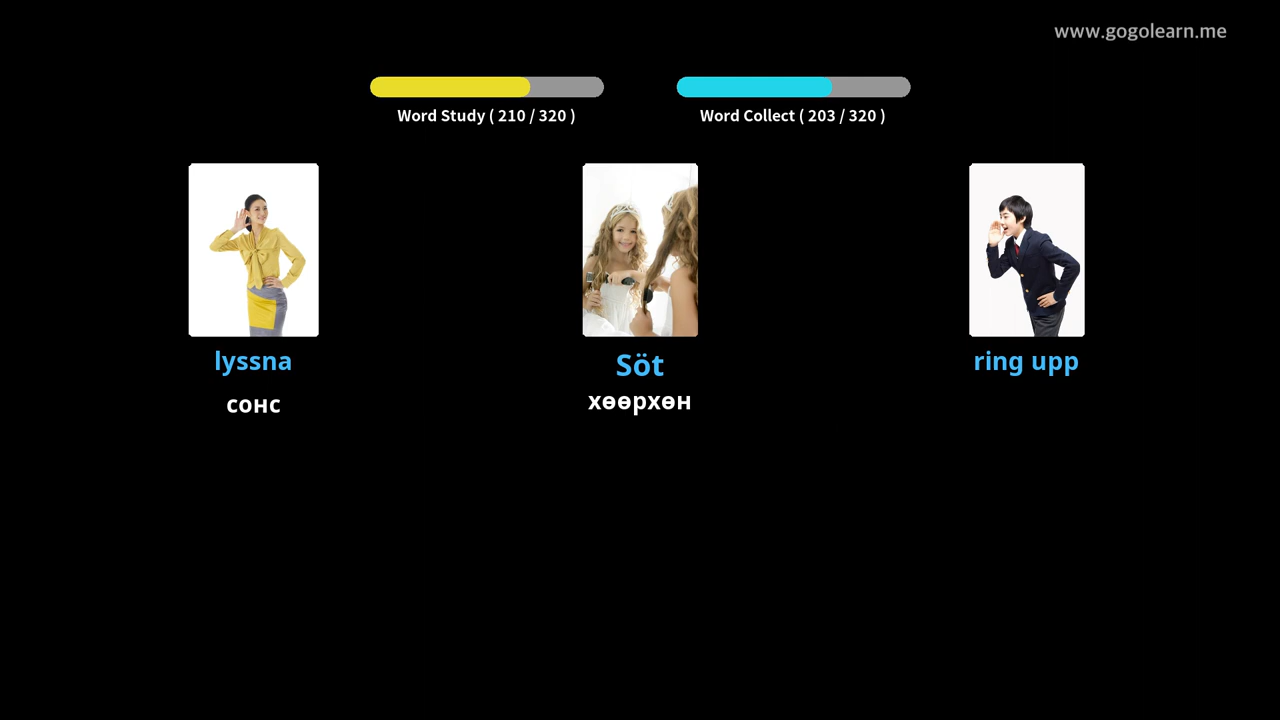 www.gogolearn.me
Word Study ( 210 / 320 )
Word Collect ( 203 / 320 )
lyssna
Söt
ring upp
сонс
хөөрхөн